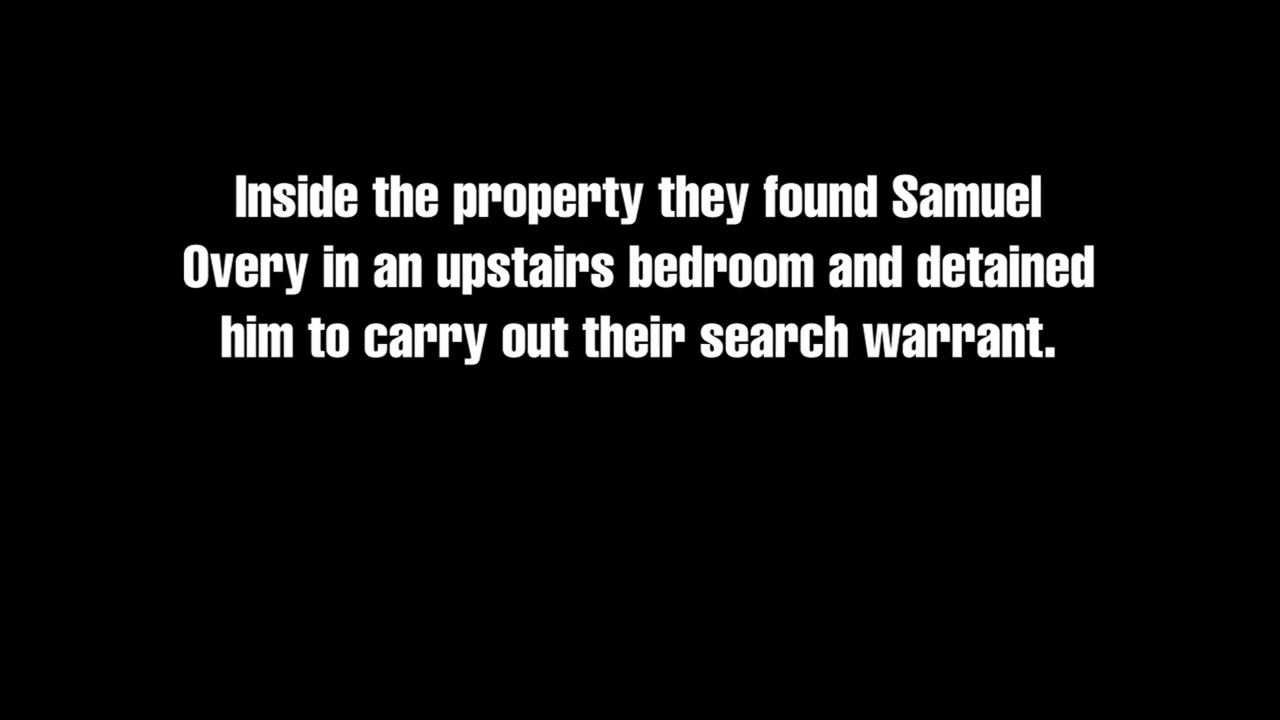 Inside the property they found Samuel
Overy in an upstairs bedroom and detained
him to carry out their search warrant.